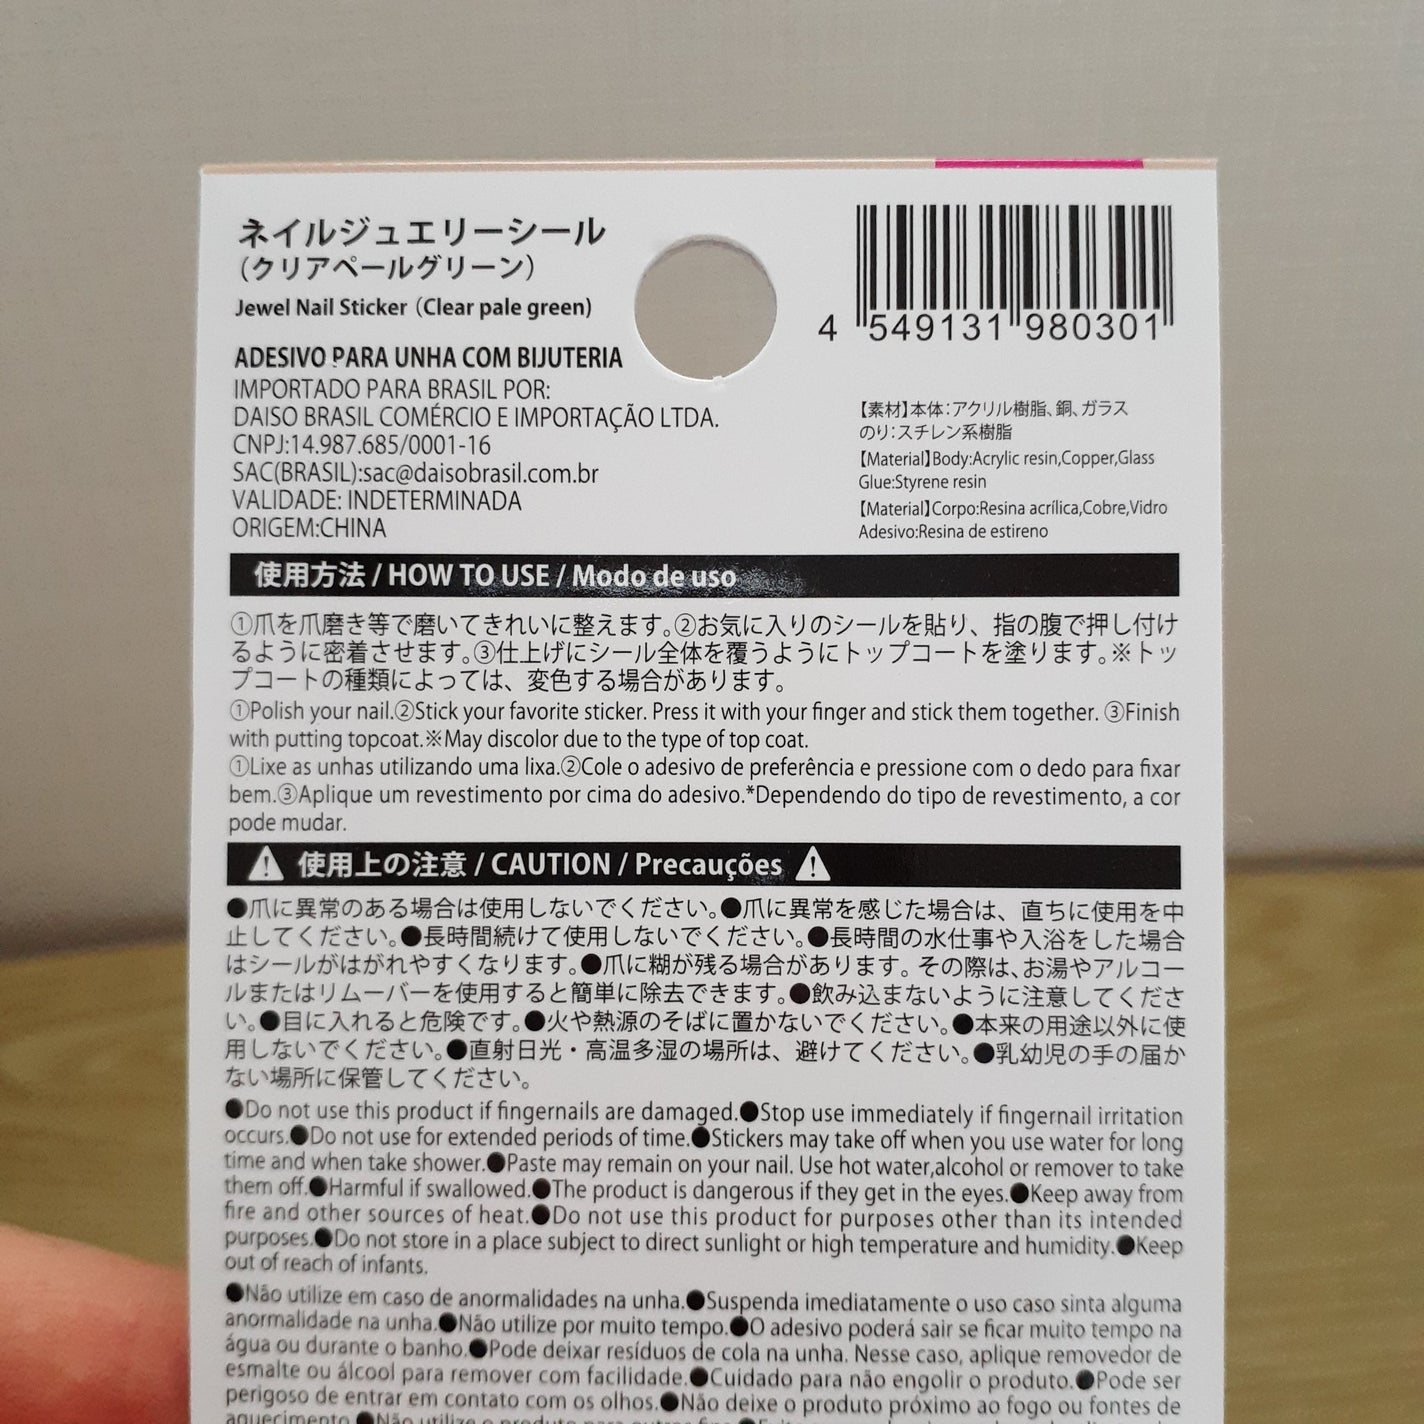 ネイルジュエリーシール
（クリアペールグリーン）
Jewel Nail Sticker（Clear pale green）
ADESIVO PARA UNHA COM BIJUTERIA
IMPORTADO PARA BRASIL POR:
DAISO BRASIL COMÉRCIO E IMPORTAÇÃO LTDA.
CNPJ:14.987.685/0001-16
SAC(BRASIL):sac@daisobrasil.com.br
VALIDADE: INDETERMINADA
ORIGEM:CHINA
4 549131 980301
【素材】本体：アクリル樹脂、銅、ガラス
のり：スチレン系樹脂
【Material】Body:Acrylic resin,Copper,Glass
Glue:Styrene resin
【Material】Corpo:Resina acrílica,Cobre,Vidro
Adesivo:Resina de estireno
使用方法 / HOW TO USE / Modo de uso
①爪を爪磨き等で磨いてきれいに整えます。②お気に入りのシールを貼り、指の腹で押し付け
るように密着させます。③仕上げにシール全体を覆うようにトップコートを塗ります。※トッ
プコートの種類によっては、変色する場合があります。
①Polish your nail.②Stick your favorite sticker. Press it with your finger and stick them together. ③Finish
with putting topcoat.※May discolor due to the type of top coat.
①Lixe as unhas utilizando uma lixa.②Cole o adesivo de preferência e pressione com o dedo para fixar
bem.③Aplique um revestimento por cima do adesivo.*Dependendo do tipo de revestimento, a cor
pode mudar.
使用上の注意 / CAUTION / Precauções
●爪に異常のある場合は使用しないでください。●爪に異常を感じた場合は、直ちに使用を中
止してください。●長時間続けて使用しないでください。●長時間の水仕事や入浴をした場合
はシールがはがれやすくなります。●爪に糊が残る場合があります。その際は、お湯やアルコー
ルまたはリムーバーを使用すると簡単に除去できます。●飲み込まないように注意してくださ
い。●目に入れると危険です。●火や熱源のそばに置かないでください。●本来の用途以外に使
用しないでください。●直射日光・高温多湿の場所は、避けてください。●乳幼児の手の届か
ない場所に保管してください。
●Do not use this product if fingernails are damaged.●Stop use immediately if fingernail irritation
occurs.●Do not use for extended periods of time.●Stickers may take off when you use water for long
time and when take shower.●Paste may remain on your nail. Use hot water,alcohol or remover to take
them off.●Harmful if swallowed.●The product is dangerous if they get in the eyes.●Keep away from
fire and other sources of heat.●Do not use this product for purposes other than its intended
purposes.●Do not store in a place subject to direct sunlight or high temperature and humidity.●Keep
out of reach of infants.
●Não utilize em caso de anormalidades na unha.●Suspenda imediatamente o uso caso sinta alguma
anormalidade na unha.●Não utilize por muito tempo.●O adesivo poderá sair se ficar muito tempo na
água ou durante o banho.●Pode deixar resíduos de cola na unha. Nesse caso, aplique removedor de
esmalte ou álcool para remover com facilidade.●Cuidado para não engolir o produto.●Pode ser
perigoso de entrar em contato com os olhos.●Não deixe o produto próximo ao fogo ou fontes de
aquecimento.●Não utilize o produto para outros fins.●